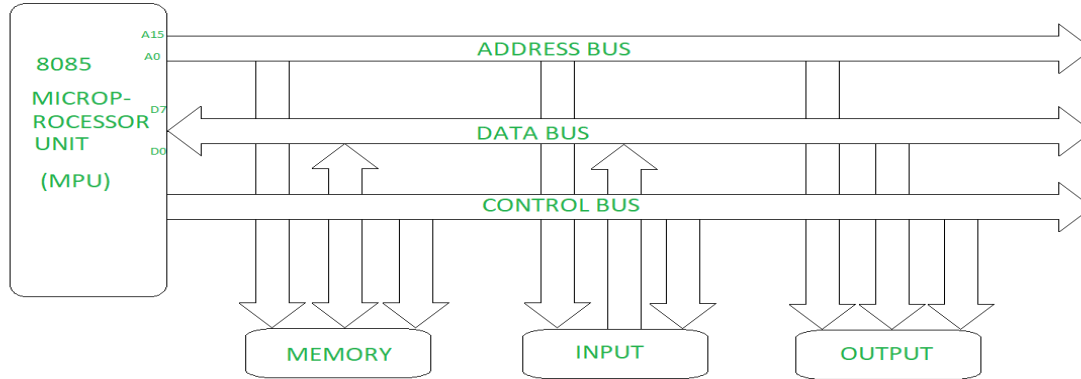 8085
MICROP-
ROCESSOR
UNIT
(MPU)
A15
A0
D7
D0
ADDRESS BUS
DATA BUS
CONTROL BUS
MEMORY
INPUT
OUTPUT